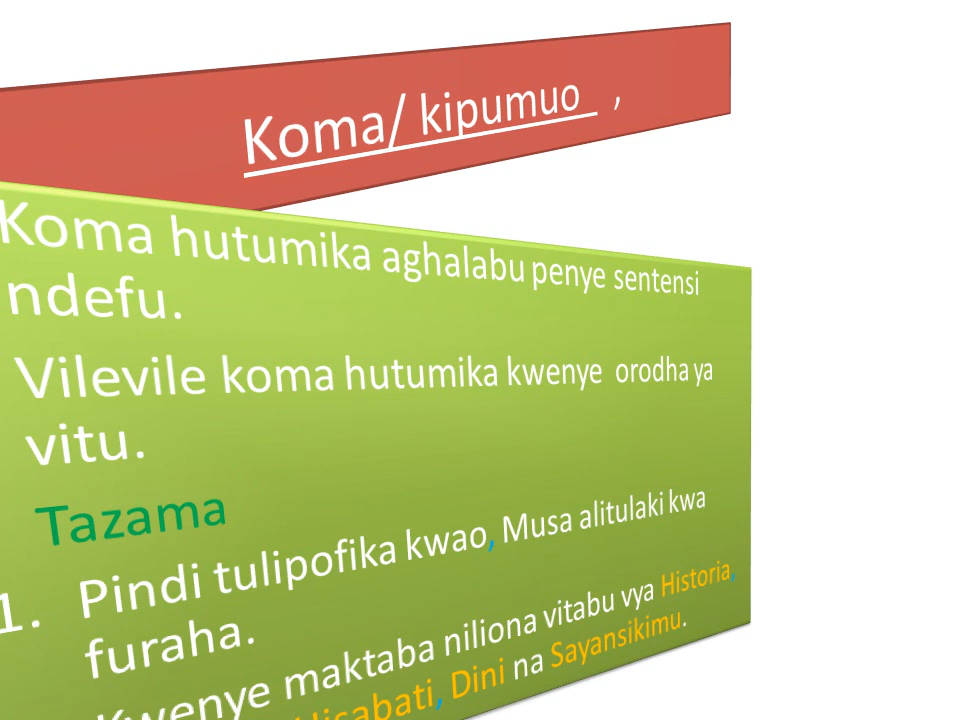 Koma/ kipumuo ,
Koma hutumika aghalabu penye sentensi
ndefu.
Vilevile koma hutumika kwenye orodha ya
vitu.
Tazama
1. Pindi tulipofika kwao, Musa alitulaki kwa
furaha.
Kwenye maktaba niliona vitabu vya Historia,
Hisabati, Dini na Sayansikimu.